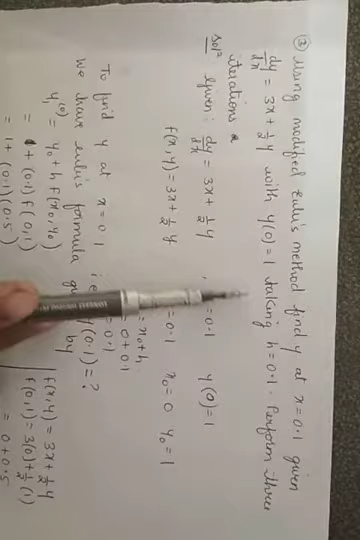 ② Using modified Euler's method find y at x = 0.1 given
dy/dx = 3x + 1/2 y with y(0) = 1 taking h = 0.1. Perform three
iterations
Sol^n Given: dy/dx = 3x + 1/2 y , = 0.1 y(0) = 1
f(x, y) = 3x + 1/2 y = 0.1 x₀ = 0 y₀ = 1
= x₀ + h
= 0 + 0.1
= 0.1
To find y at x = 0.1 i.e. y(0.1) = ?
We have euler's formula by
y₁^(0) = y₀ + h f(x₀, y₀)
= 1 + (0.1) f(0, 1)
= 1 + (0.1)(0.5)
f(x, y) = 3x + 1/2 y
f(0, 1) = 3(0) + 1/2 (1)
= 0 + 0.5